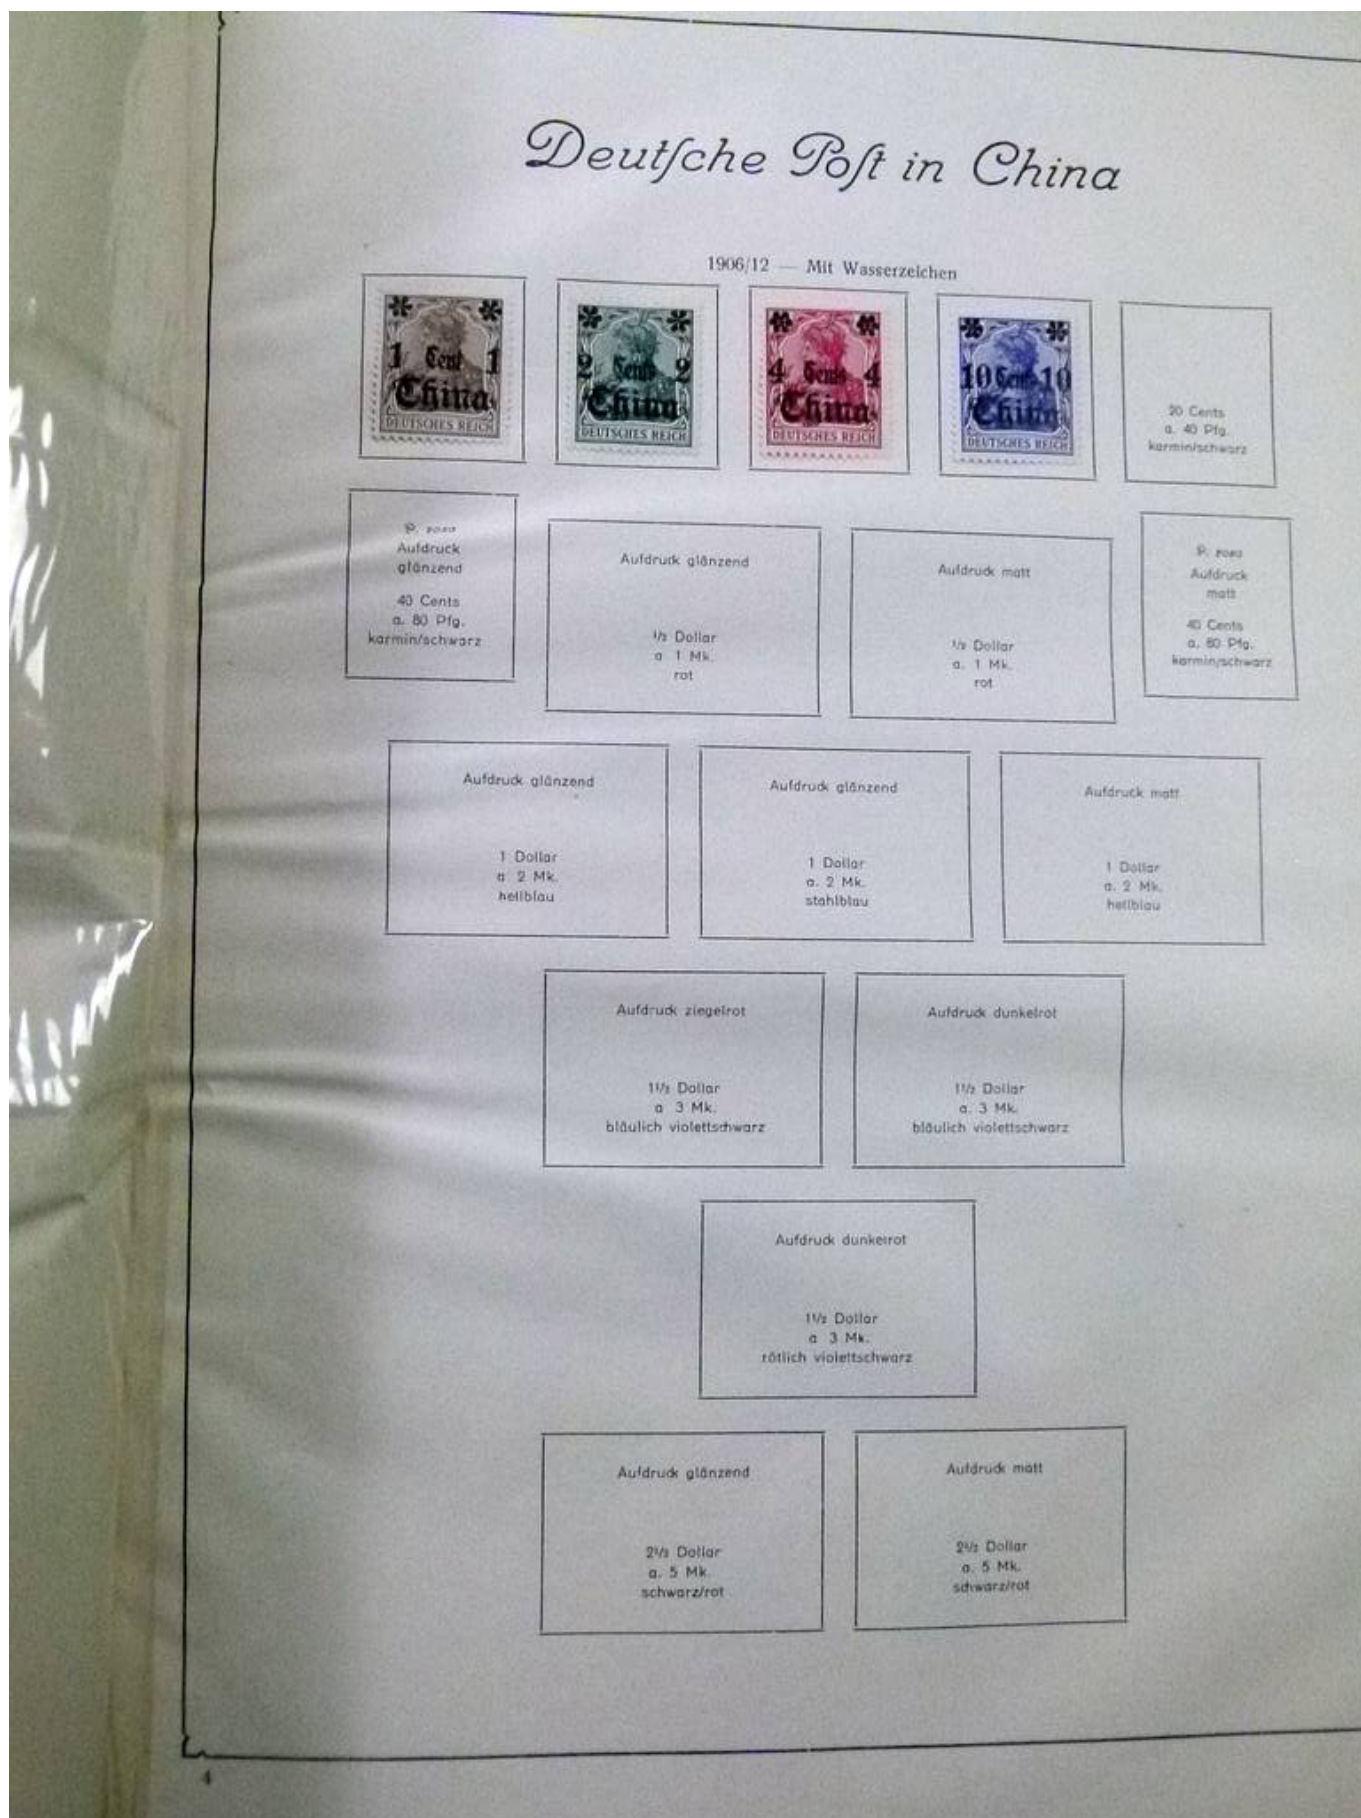 Deutſche Poſt in China
1906/12 — Mit Wasserzeichen
1 Cent 1
China
DEUTSCHES REICH
2 Cents 2
China
DEUTSCHES REICH
4 Cents 4
China
DEUTSCHES REICH
10 Cents 10
China
DEUTSCHES REICH
20 Cents
a. 40 Pfg.
karmin/schwarz
P.
Aufdruck
glänzend
40 Cents
a. 80 Pfg.
karmin/schwarz
Aufdruck glänzend
½ Dollar
a 1 Mk.
rot
Aufdruck matt
½ Dollar
a. 1 Mk.
rot
P.
Aufdruck
matt
40 Cents
a. 80 Pfg.
karmin/schwarz
Aufdruck glänzend
1 Dollar
a 2 Mk.
hellblau
Aufdruck glänzend
1 Dollar
a. 2 Mk.
stahlblau
Aufdruck matt
1 Dollar
a. 2 Mk.
hellblau
Aufdruck ziegelrot
1½ Dollar
a 3 Mk.
bläulich violettschwarz
Aufdruck dunkelrot
1½ Dollar
a. 3 Mk.
bläulich violettschwarz
Aufdruck dunkelrot
1½ Dollar
a 3 Mk.
rötlich violettschwarz
Aufdruck glänzend
2½ Dollar
a. 5 Mk.
schwarz/rot
Aufdruck matt
2½ Dollar
a. 5 Mk.
schwarz/rot
4